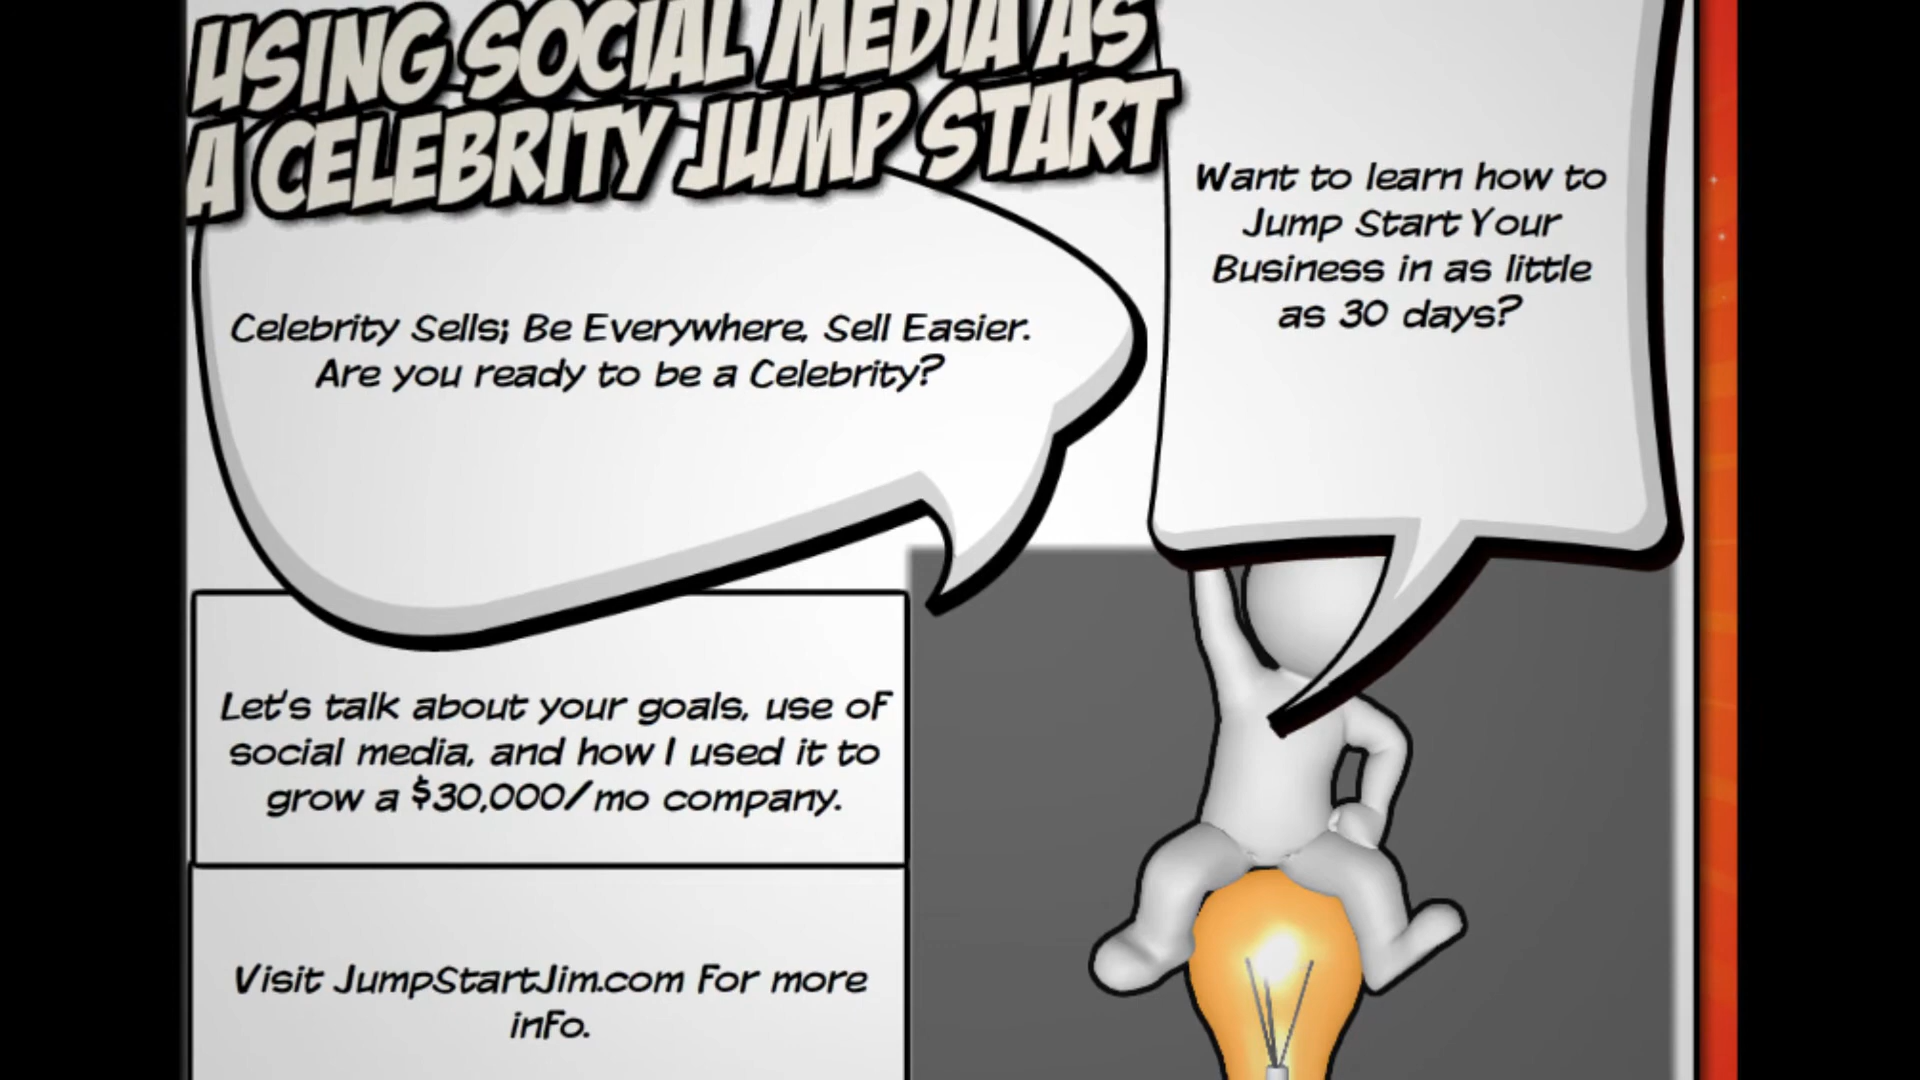 USING SOCIAL MEDIA AS
A CELEBRITY JUMP START
Celebrity Sells; Be Everywhere, Sell Easier.
Are you ready to be a Celebrity?
Want to learn how to
Jump Start Your
Business in as little
as 30 days?
Let's talk about your goals, use of
social media, and how I used it to
grow a $30,000/mo company.
Visit JumpStartJim.com for more
info.